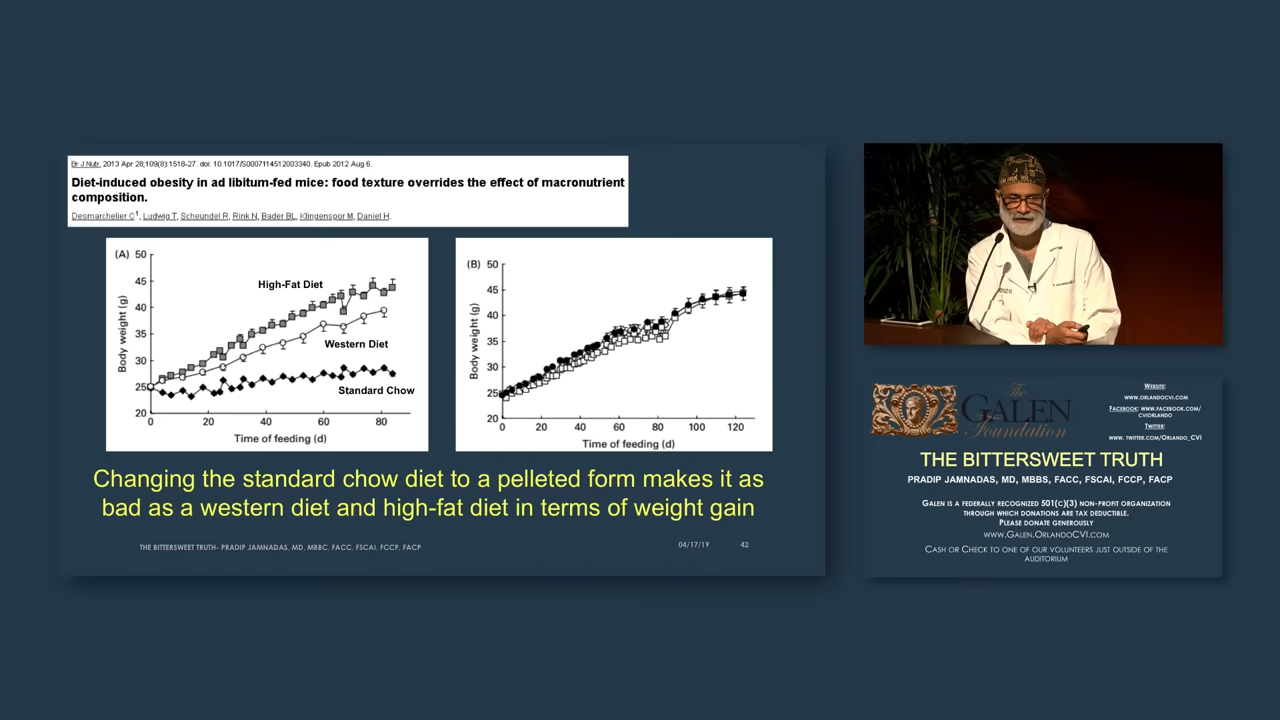 Br J Nutr. 2013 Apr 28;109(8):1518-27. doi: 10.1017/S0007114512003340. Epub 2012 Aug 6.
Diet-induced obesity in ad libitum-fed mice: food texture overrides the effect of macronutrient
composition.
Desmarchelier C1, Ludwig T, Scheundel R, Rink N, Bader BL, Klingenspor M, Daniel H.
(A)
50
45
40
35
30
25
20
Body weight (g)
High-Fat Diet
Western Diet
Standard Chow
0 20 40 60 80
Time of feeding (d)
(B)
50
45
40
35
30
25
20
Body weight (g)
0 20 40 60 80 100 120
Time of feeding (d)
Changing the standard chow diet to a pelleted form makes it as
bad as a western diet and high-fat diet in terms of weight gain
THE BITTERSWEET TRUTH- PRADIP JAMNADAS, MD, MBBC, FACC, FSCAI, FCCP, FACP
04/17/19 42
The
GALEN
Foundation
WEBSITE:
WWW.ORLANDOCVI.COM
FACEBOOK: WWW.FACEBOOK.COM/
CVIORLANDO
TWITTER:
WWW. TWITTER.COM/ORLANDO_CVI
THE BITTERSWEET TRUTH
PRADIP JAMNADAS, MD, MBBS, FACC, FSCAI, FCCP, FACP
GALEN IS A FEDERALLY RECOGNIZED 501(C)(3) NON-PROFIT ORGANIZATION
THROUGH WHICH DONATIONS ARE TAX DEDUCTIBLE.
PLEASE DONATE GENEROUSLY
WWW.GALEN.ORLANDOCVI.COM
CASH OR CHECK TO ONE OF OUR VOLUNTEERS JUST OUTSIDE OF THE
AUDITORIUM